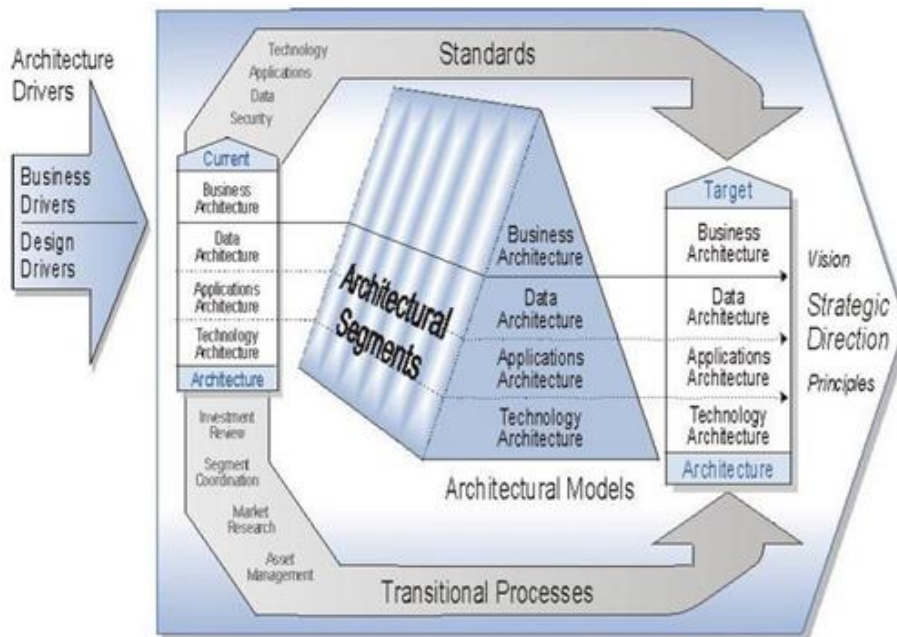 Architecture
Drivers
Business
Drivers
Design
Drivers
Technology
Applications
Data
Security
Standards
Current
Business
Architecture
Data
Architecture
Applications
Architecture
Technology
Architecture
Architecture
Investment
Review
Segment
Coordination
Market
Research
Asset
Management
Transitional Processes
Architectural
Segments
Business
Architecture
Data
Architecture
Applications
Architecture
Technology
Architecture
Architectural Models
Target
Business
Architecture
Data
Architecture
Applications
Architecture
Technology
Architecture
Architecture
Vision
Strategic
Direction
Principles